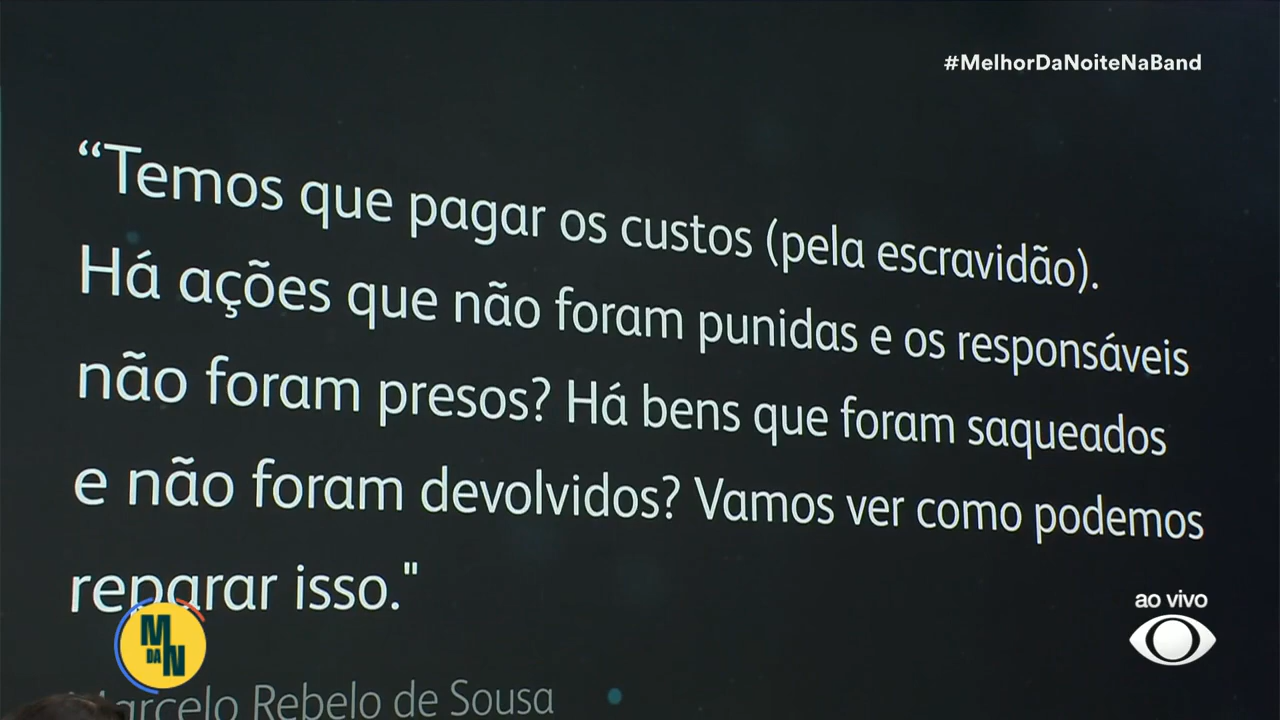 #MelhorDaNoiteNaBand
“Temos que pagar os custos (pela escravidão).
Há ações que não foram punidas e os responsáveis
não foram presos? Há bens que foram saqueados
e não foram devolvidos? Vamos ver como podemos
reparar isso."
ao vivo
M
DA N
Marcelo Rebelo de Sousa